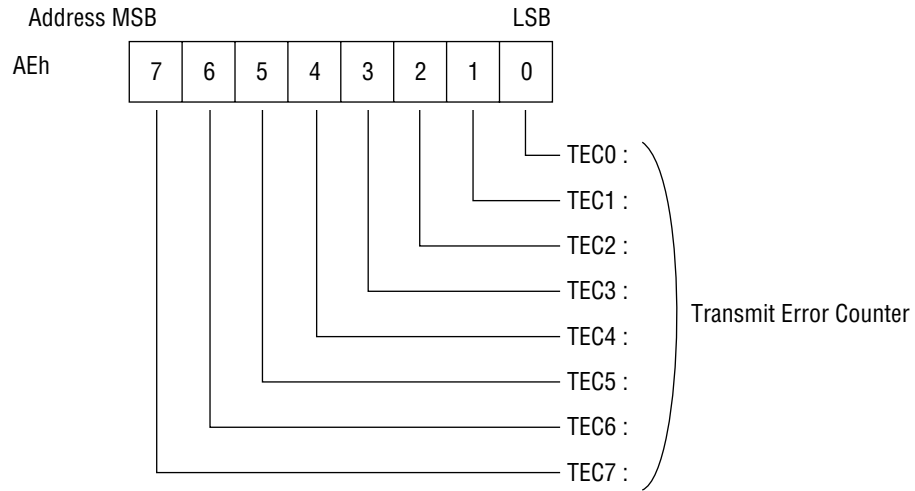 Address MSB LSB
AEh 7 6 5 4 3 2 1 0
TEC0 :
TEC1 :
TEC2 :
TEC3 :
Transmit Error Counter
TEC4 :
TEC5 :
TEC6 :
TEC7 :